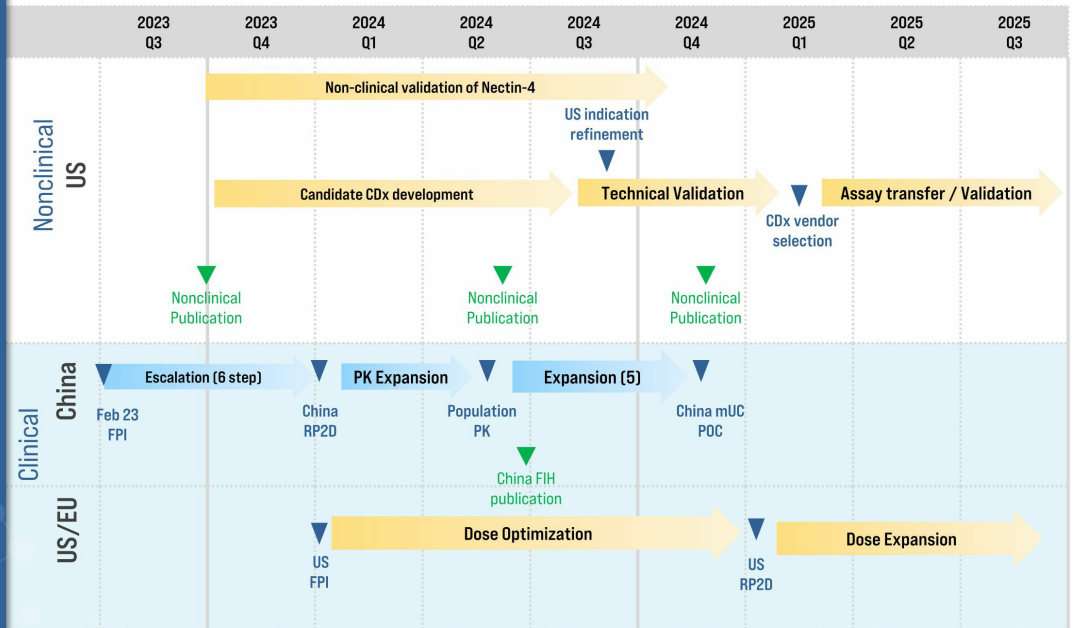 2023
Q3
2023
Q4
2024
Q1
2024
Q2
2024
Q3
2024
Q4
2025
Q1
2025
Q2
2025
Q3
Nonclinical
US
Non-clinical validation of Nectin-4
US indication
refinement
Candidate CDx development
Technical Validation
CDx vendor
selection
Assay transfer / Validation
Nonclinical
Publication
Nonclinical
Publication
Nonclinical
Publication
Clinical
China
Feb 23
FPI
Escalation (6 step)
China
RP2D
PK Expansion
Population
PK
Expansion (5)
China mUC
POC
China FIH
publication
US/EU
US
FPI
Dose Optimization
US
RP2D
Dose Expansion